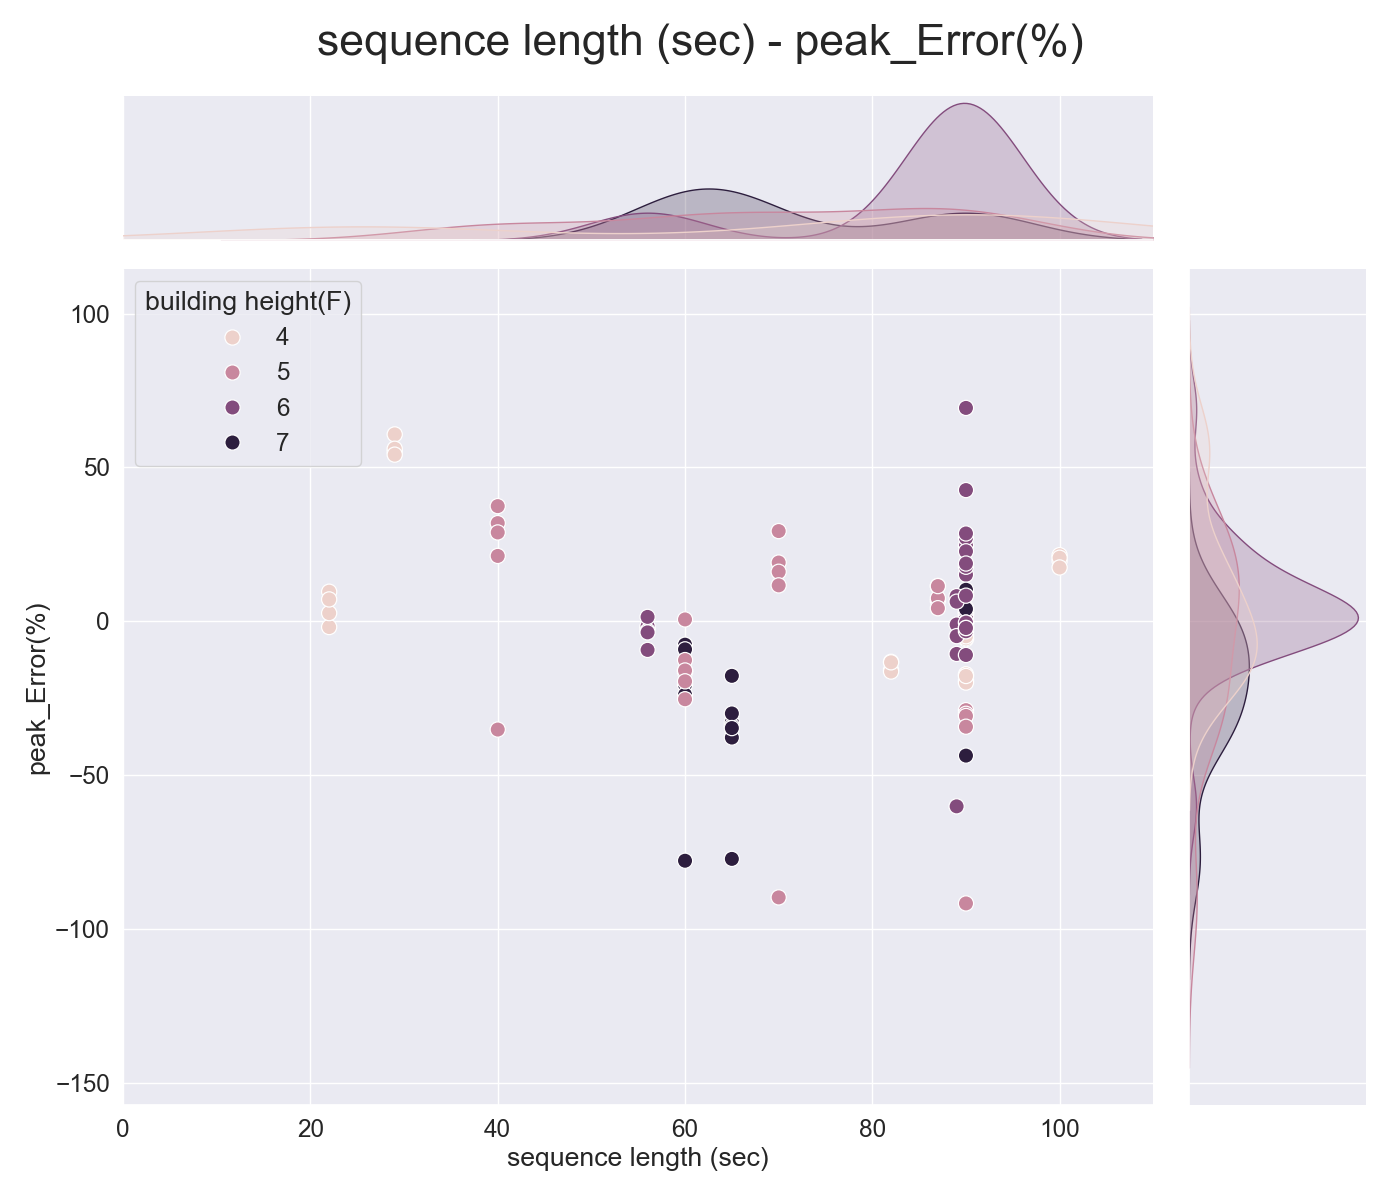 sequence length (sec) - peak_Error(%)
building height(F)
4
5
6
7
100
50
0
−50
−100
−150
peak_Error(%)
0 20 40 60 80 100
sequence length (sec)